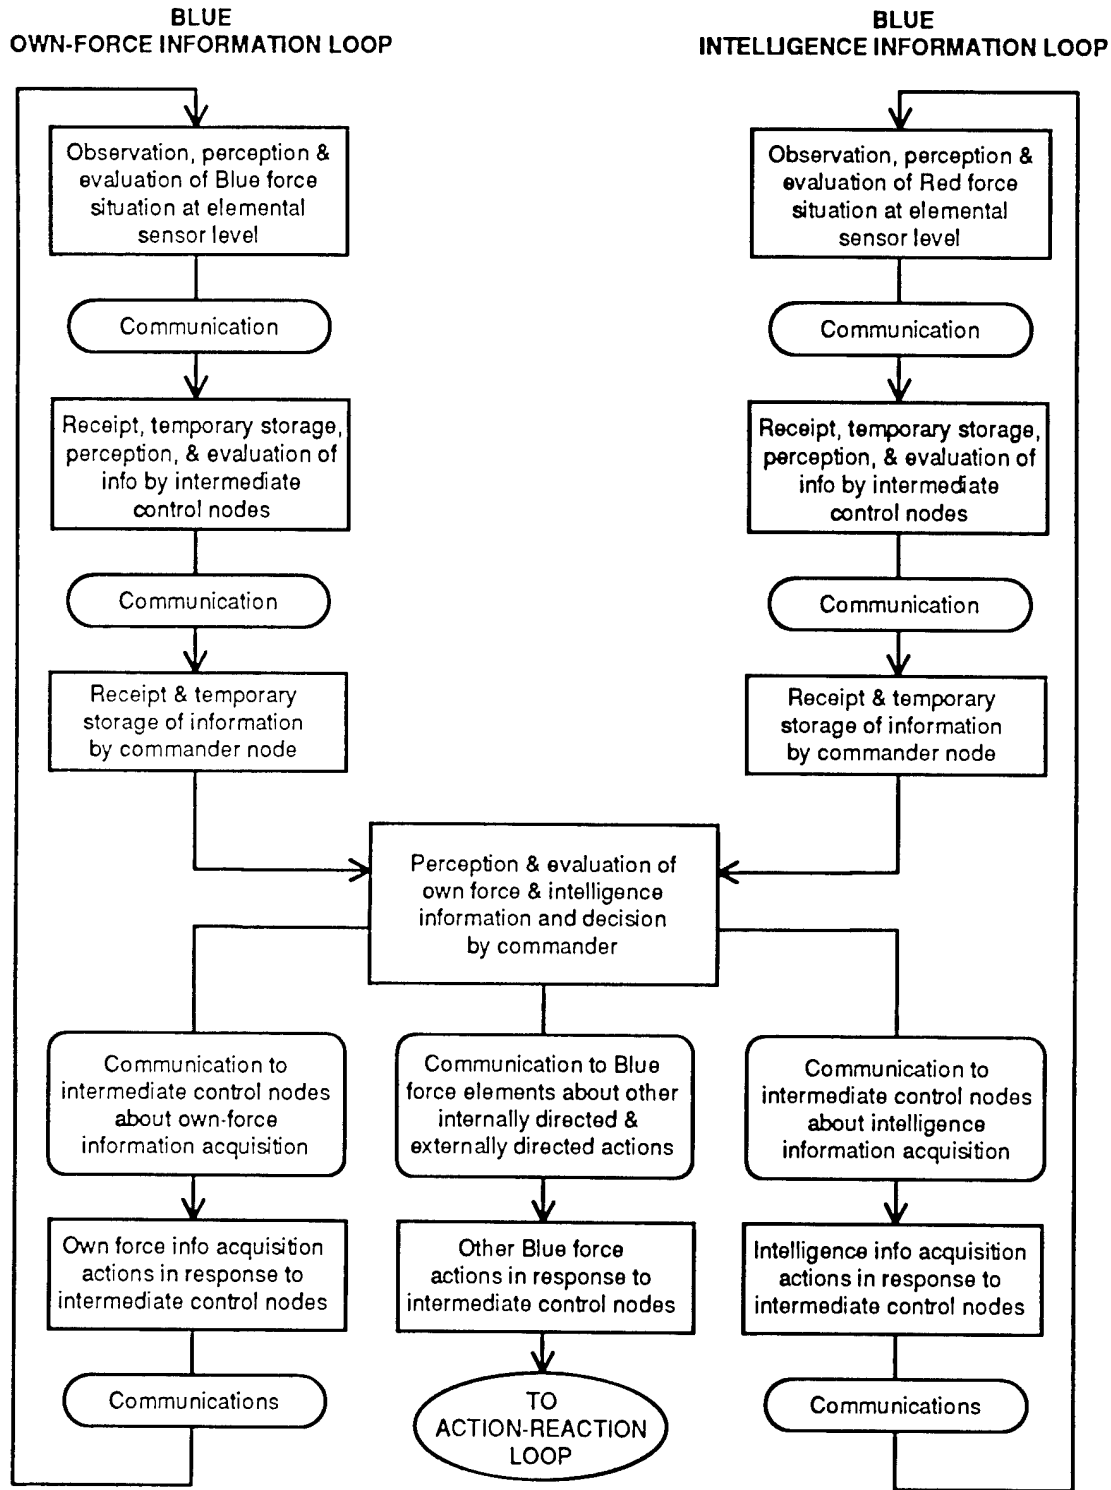 BLUE
OWN-FORCE INFORMATION LOOP
BLUE
INTELLIGENCE INFORMATION LOOP
Observation, perception &
evaluation of Blue force
situation at elemental
sensor level
Observation, perception &
evaluation of Red force
situation at elemental
sensor level
Communication
Communication
Receipt, temporary storage,
perception, & evaluation of
info by intermediate
control nodes
Receipt, temporary storage,
perception, & evaluation of
info by intermediate
control nodes
Communication
Communication
Receipt & temporary
storage of information
by commander node
Receipt & temporary
storage of information
by commander node
Perception & evaluation of
own force & intelligence
information and decision
by commander
Communication to
intermediate control nodes
about own-force
information acquisition
Communication to Blue
force elements about other
internally directed &
externally directed actions
Communication to
intermediate control nodes
about intelligence
information acquisition
Own force info acquisition
actions in response to
intermediate control nodes
Other Blue force
actions in response to
intermediate control nodes
Intelligence info acquisition
actions in response to
intermediate control nodes
Communications
TO
ACTION-REACTION
LOOP
Communications